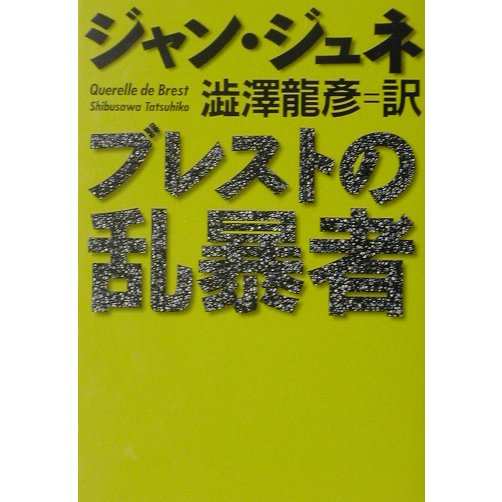 ジャン・ジュネ
Querelle de Brest
Shibusawa Tatsuhiko
澁澤龍彦=訳
ブレストの
乱暴者